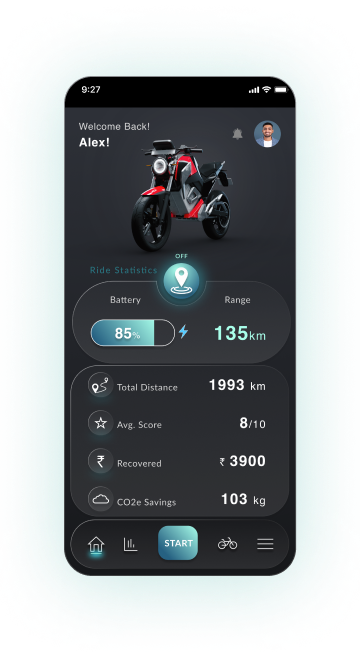 9:27
Welcome Back!
Alex!
OFF
Ride Statistics
Battery
Range
85%
135km
Total Distance
1993 km
Avg. Score
8/10
Recovered
₹ 3900
CO2e Savings
103 kg
START